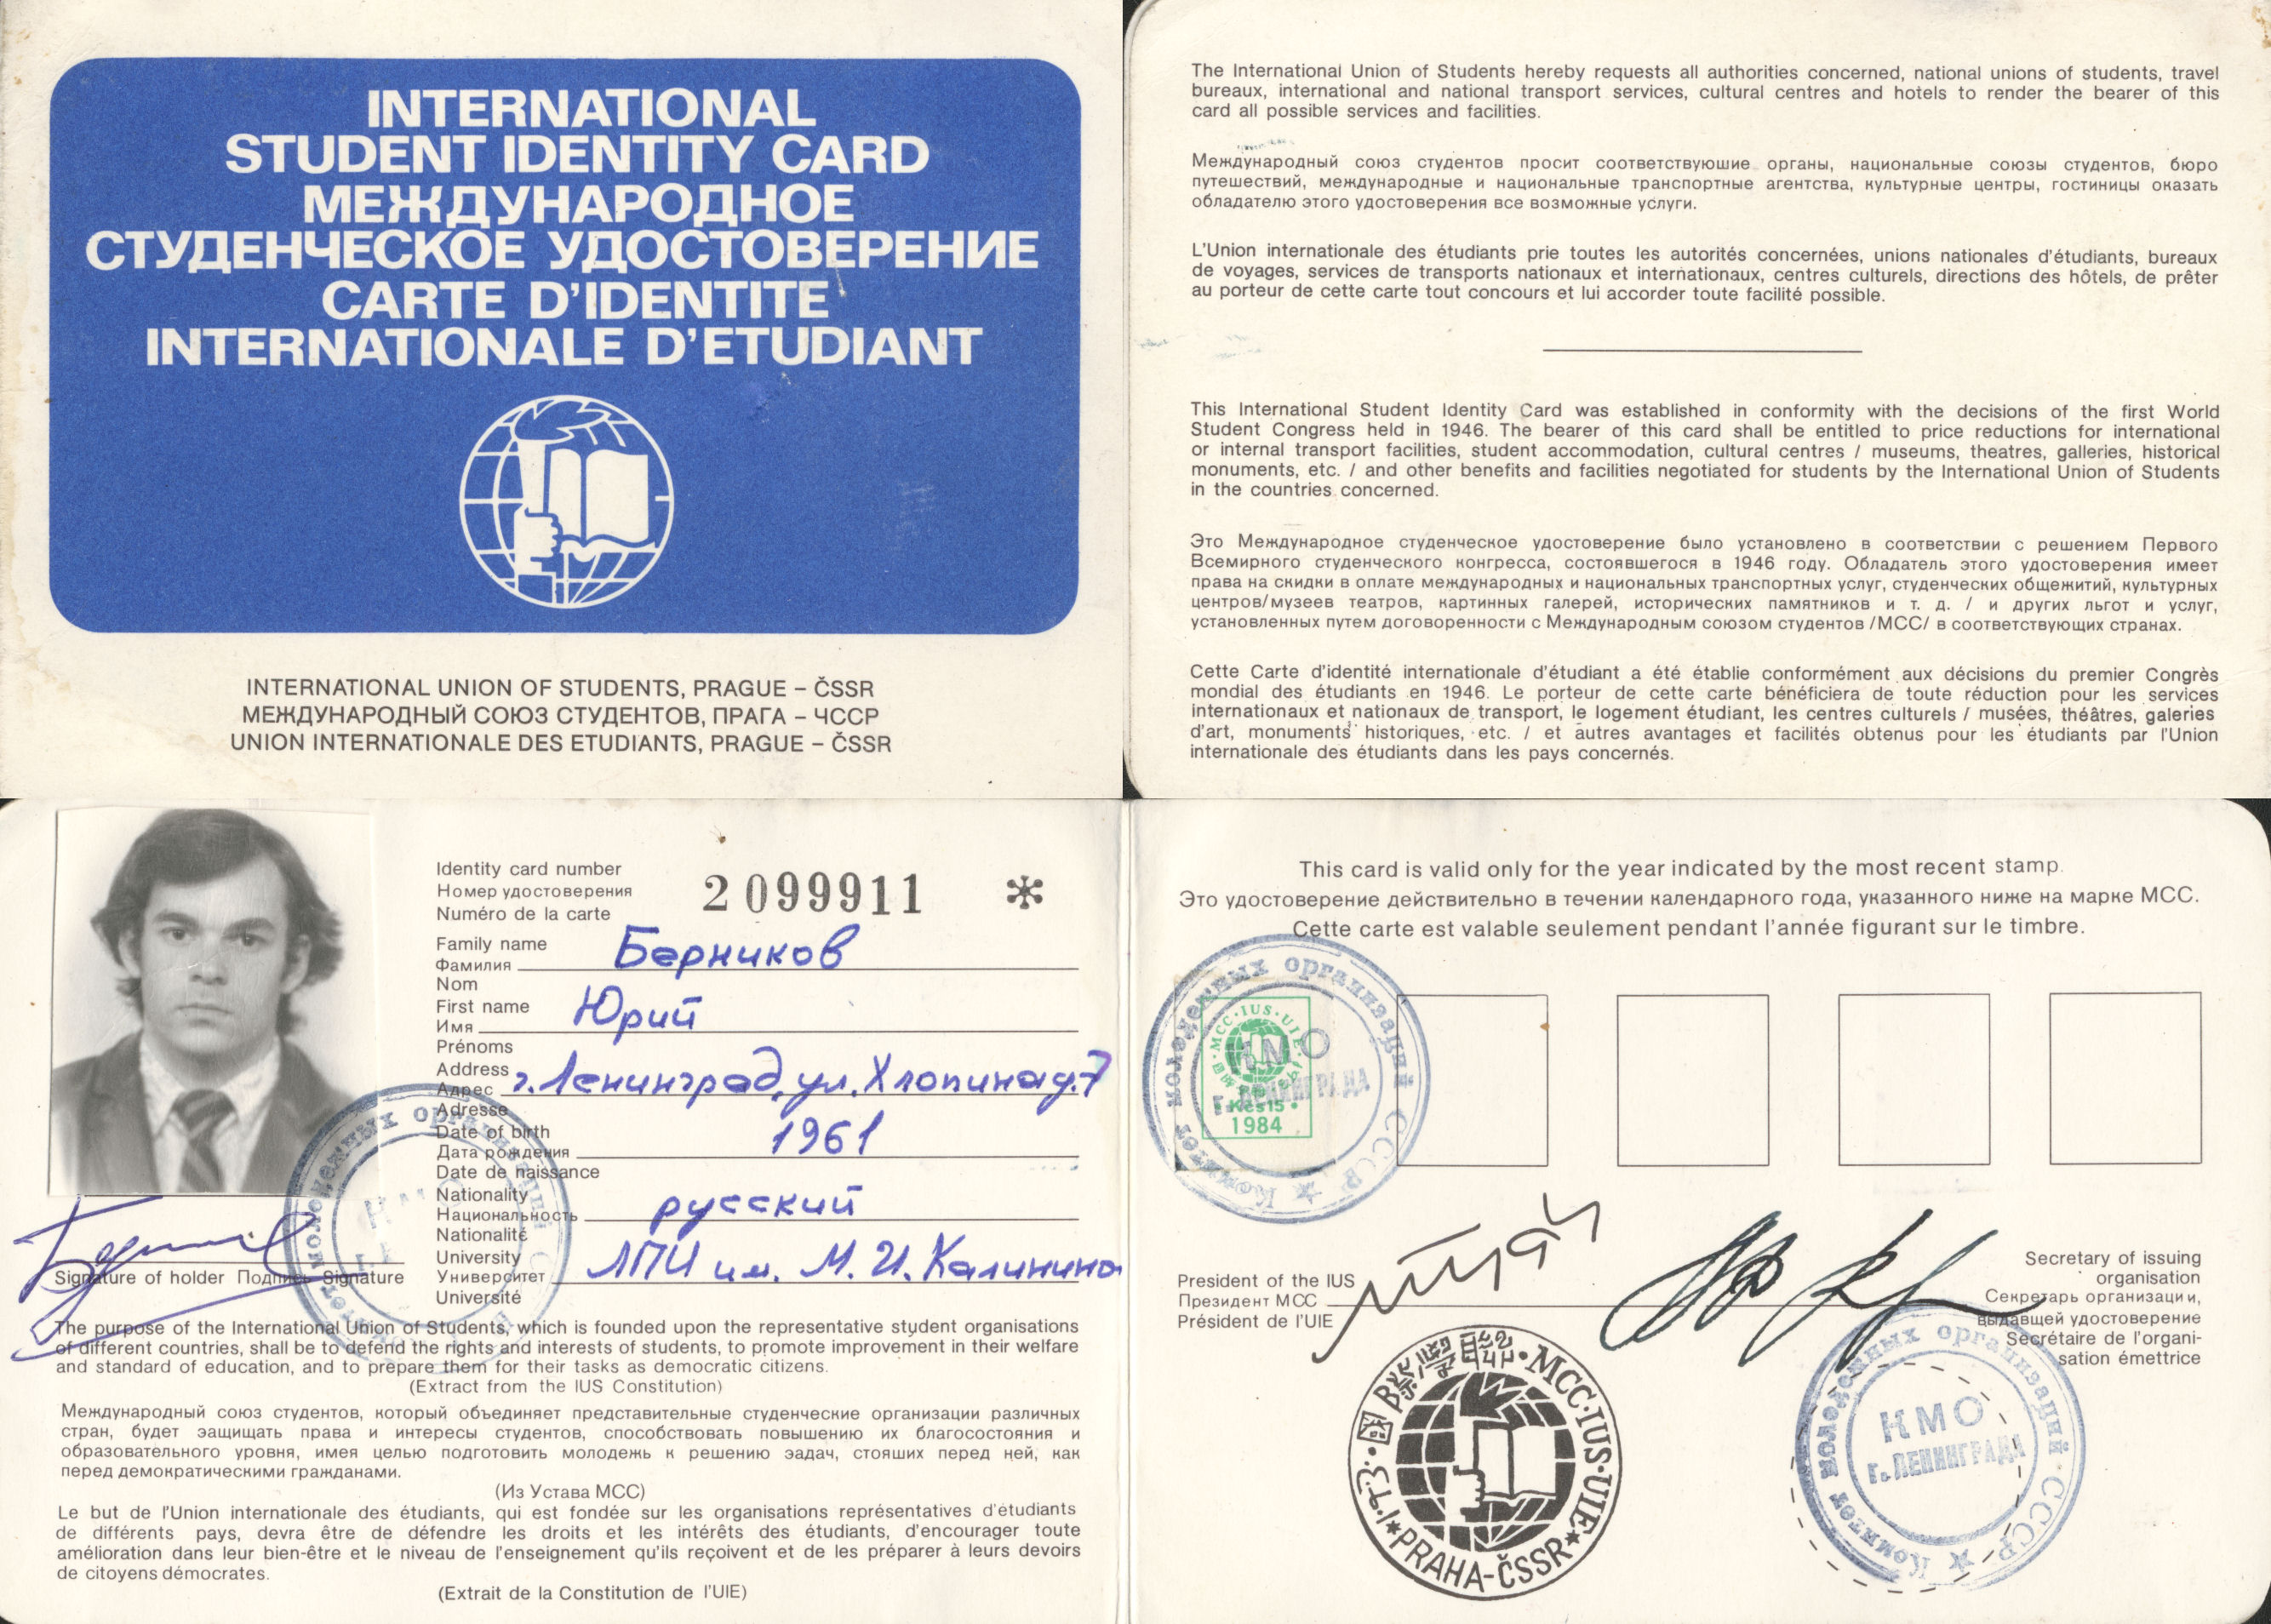 INTERNATIONAL
STUDENT IDENTITY CARD
МЕЖДУНАРОДНОЕ
СТУДЕНЧЕСКОЕ УДОСТОВЕРЕНИЕ
CARTE D'IDENTITE
INTERNATIONALE D'ETUDIANT
INTERNATIONAL UNION OF STUDENTS, PRAGUE – ČSSR
МЕЖДУНАРОДНЫЙ СОЮЗ СТУДЕНТОВ, ПРАГА – ЧССР
UNION INTERNATIONALE DES ETUDIANTS, PRAGUE – ČSSR
The International Union of Students hereby requests all authorities concerned, national unions of students, travel
bureaux, international and national transport services, cultural centres and hotels to render the bearer of this
card all possible services and facilities.
Международный союз студентов просит соответствуюшие органы, национальные союзы студентов, бюро
путешествий, международные и национальные транспортные агентства, культурные центры, гостиницы оказать
обладателю этого удостоверения все возможные услуги.
L'Union internationale des étudiants prie toutes les autorités concernées, unions nationales d'étudiants, bureaux
de voyages, services de transports nationaux et internationaux, centres culturels, directions des hôtels, de prêter
au porteur de cette carte tout concours et lui accorder toute facilité possible.
This International Student Identity Card was established in conformity with the decisions of the first World
Student Congress held in 1946. The bearer of this card shall be entitled to price reductions for international
or internal transport facilities, student accommodation, cultural centres / museums, theatres, galleries, historical
monuments, etc. / and other benefits and facilities negotiated for students by the International Union of Students
in the countries concerned.
Это Международное студенческое удостоверение было установлено в соответствии с решением Первого
Всемирного студенческого конгресса, состоявшегося в 1946 году. Обладатель этого удостоверения имеет
права на скидки в оплате международных и национальных транспортных услуг, студенческих общежитий, культурных
центров/музеев театров, картинных галерей, исторических памятников и т. д. / и других льгот и услуг,
установленных путем договоренности с Международным союзом студентов /МСС/ в соответствующих странах.
Cette Carte d'identité internationale d'étudiant a été établie conformément aux décisions du premier Congrès
mondial des étudiants en 1946. Le porteur de cette carte bénéficiera de toute réduction pour les services
internationaux et nationaux de transport, le logement étudiant, les centres culturels / musées, théâtres, galeries
d'art, monuments historiques, etc. / et autres avantages et facilités obtenus pour les étudiants par l'Union
internationale des étudiants dans les pays concernés.
Identity card number
Номер удостоверения 2099911 *
Numéro de la carte
Family name
Фамилия Берников
Nom
First name
Имя Юрий
Prénoms
Address
Адрес г. Ленинград, ул. Хлопина д. 7
Adresse
Date of birth 1961
Дата рождения
Date de naissance
Nationality
Национальность русский
Nationalité
University
Университет ЛПИ им. М. И. Калинина
Université
Signature of holder Подпись Signature
Комитет молодежных организаций СССР
КМО
The purpose of the International Union of Students, which is founded upon the representative student organisations
of different countries, shall be to defend the rights and interests of students, to promote improvement in their welfare
and standard of education, and to prepare them for their tasks as democratic citizens.
(Extract from the IUS Constitution)
Международный союз студентов, который объединяет представительные студенческие организации различных
стран, будет эащищать права и интересы студентов, способствовать повышению их благосостояния и
образовательного уровня, имея целью подготовить молодежь к решению эадач, стояших перед ней, как
перед демократическими гражданами.
(Из Устава МСС)
Le but de l'Union internationale des étudiants, qui est fondée sur les organisations représentatives d'étudiants
de différents pays, devra être de défendre les droits et les intérêts des étudiants, d'encourager toute
amélioration dans leur bien-être et le niveau de l'enseignement qu'ils reçoivent et de les préparer à leurs devoirs
de citoyens démocrates.
(Extrait de la Constitution de l'UIE)
This card is valid only for the year indicated by the most recent stamp.
Это удостоверение действительно в течении календарного года, указанного ниже на марке МСС.
Cette carte est valable seulement pendant l'année figurant sur le timbre.
Комитет молодежных организаций СССР
КМО
г. ЛЕНИНГРАДА
MCC·IUS·UIE
Kčs15
1984
President of the IUS
Президент МСС
Président de l'UIE
Secretary of issuing
organisation
Секретарь организации,
выдавщей удостоверение
Secrétaire de l'organi-
sation émettrice
MCC·IUS·UIE
PRAHA-ČSSR
Комитет молодежных организаций СССР
КМО
г. ЛЕНИНГРАДА